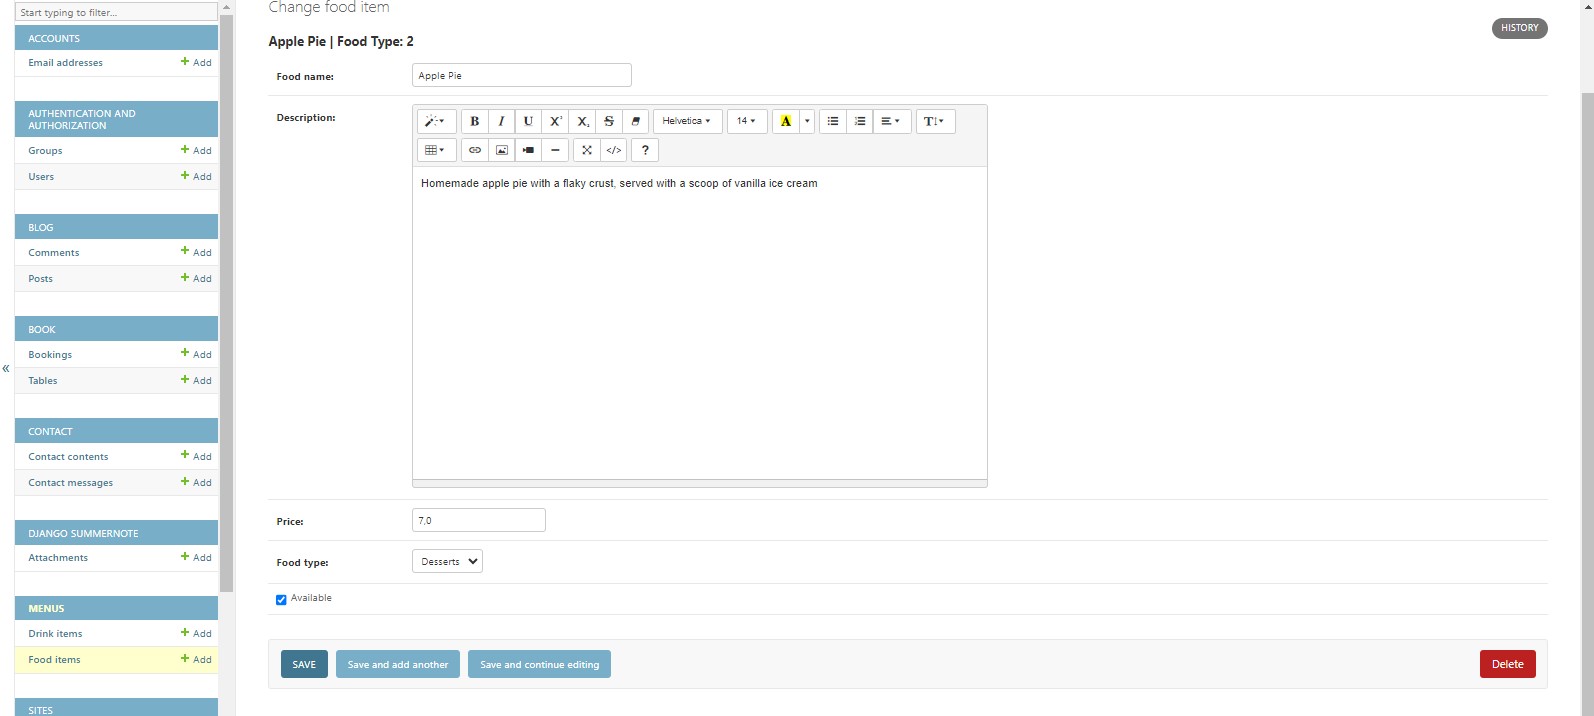 Start typing to filter...
ACCOUNTS
Email addresses + Add
AUTHENTICATION AND
AUTHORIZATION
Groups + Add
Users + Add
BLOG
Comments + Add
Posts + Add
BOOK
Bookings + Add
Tables + Add
CONTACT
Contact contents + Add
Contact messages + Add
DJANGO SUMMERNOTE
Attachments + Add
MENUS
Drink items + Add
Food items + Add
SITES
«
Change food item
HISTORY
Apple Pie | Food Type: 2
Food name: Apple Pie
Description:
B I U X² X₂ S Helvetica 14 A T↕
</> ?
Homemade apple pie with a flaky crust, served with a scoop of vanilla ice cream
Price: 7,0
Food type: Desserts
Available
SAVE Save and add another Save and continue editing Delete